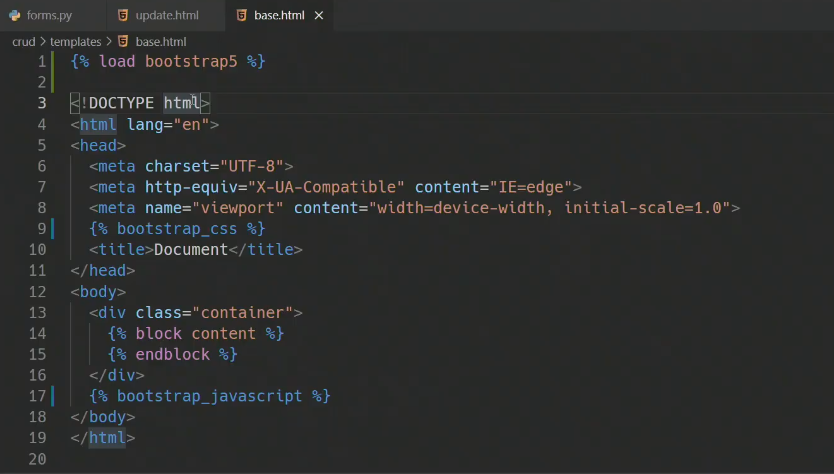 forms.py update.html base.html
crud > templates > base.html
1 {% load bootstrap5 %}
2
3 <!DOCTYPE html>
4 <html lang="en">
5 <head>
6 <meta charset="UTF-8">
7 <meta http-equiv="X-UA-Compatible" content="IE=edge">
8 <meta name="viewport" content="width=device-width, initial-scale=1.0">
9 {% bootstrap_css %}
10 <title>Document</title>
11 </head>
12 <body>
13 <div class="container">
14 {% block content %}
15 {% endblock %}
16 </div>
17 {% bootstrap_javascript %}
18 </body>
19 </html>
20